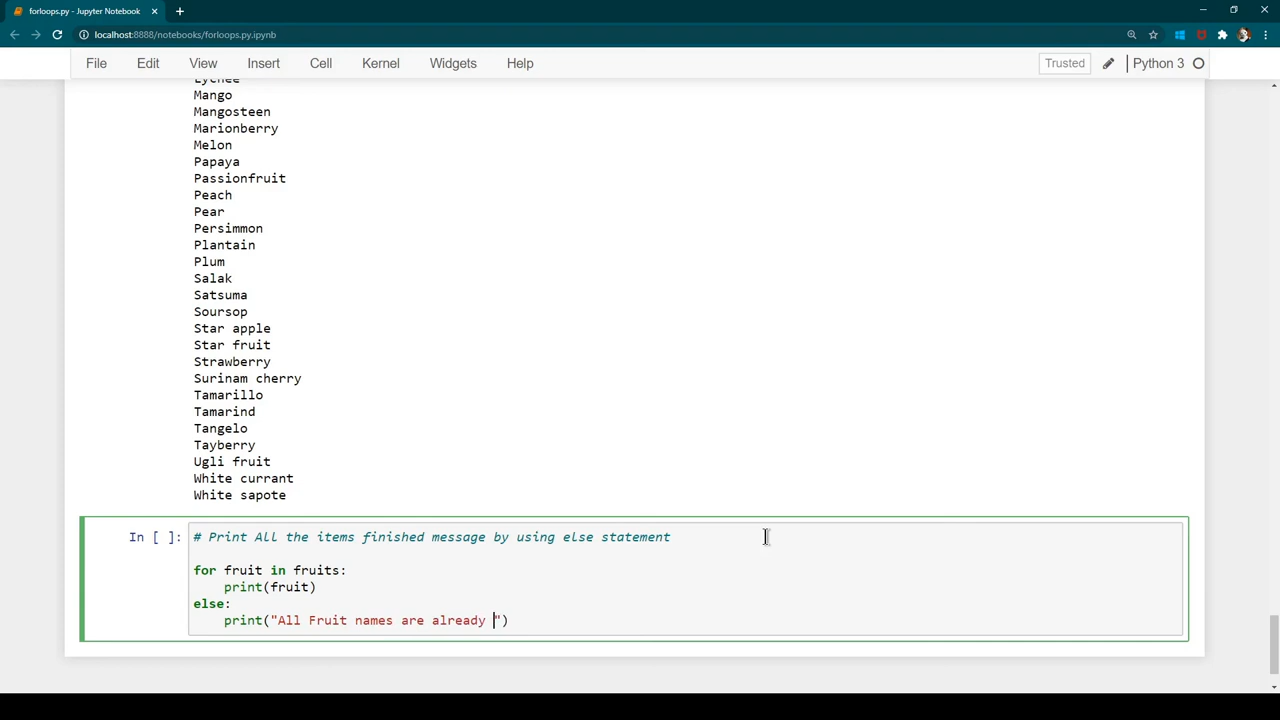 forloops.py - Jupyter Notebook
localhost:8888/notebooks/forloops.py.ipynb
File Edit View Insert Cell Kernel Widgets Help Trusted Python 3
Lychee
Mango
Mangosteen
Marionberry
Melon
Papaya
Passionfruit
Peach
Pear
Persimmon
Plantain
Plum
Salak
Satsuma
Soursop
Star apple
Star fruit
Strawberry
Surinam cherry
Tamarillo
Tamarind
Tangelo
Tayberry
Ugli fruit
White currant
White sapote
In [ ]: # Print All the items finished message by using else statement
for fruit in fruits:
    print(fruit)
else:
    print("All Fruit names are already ")